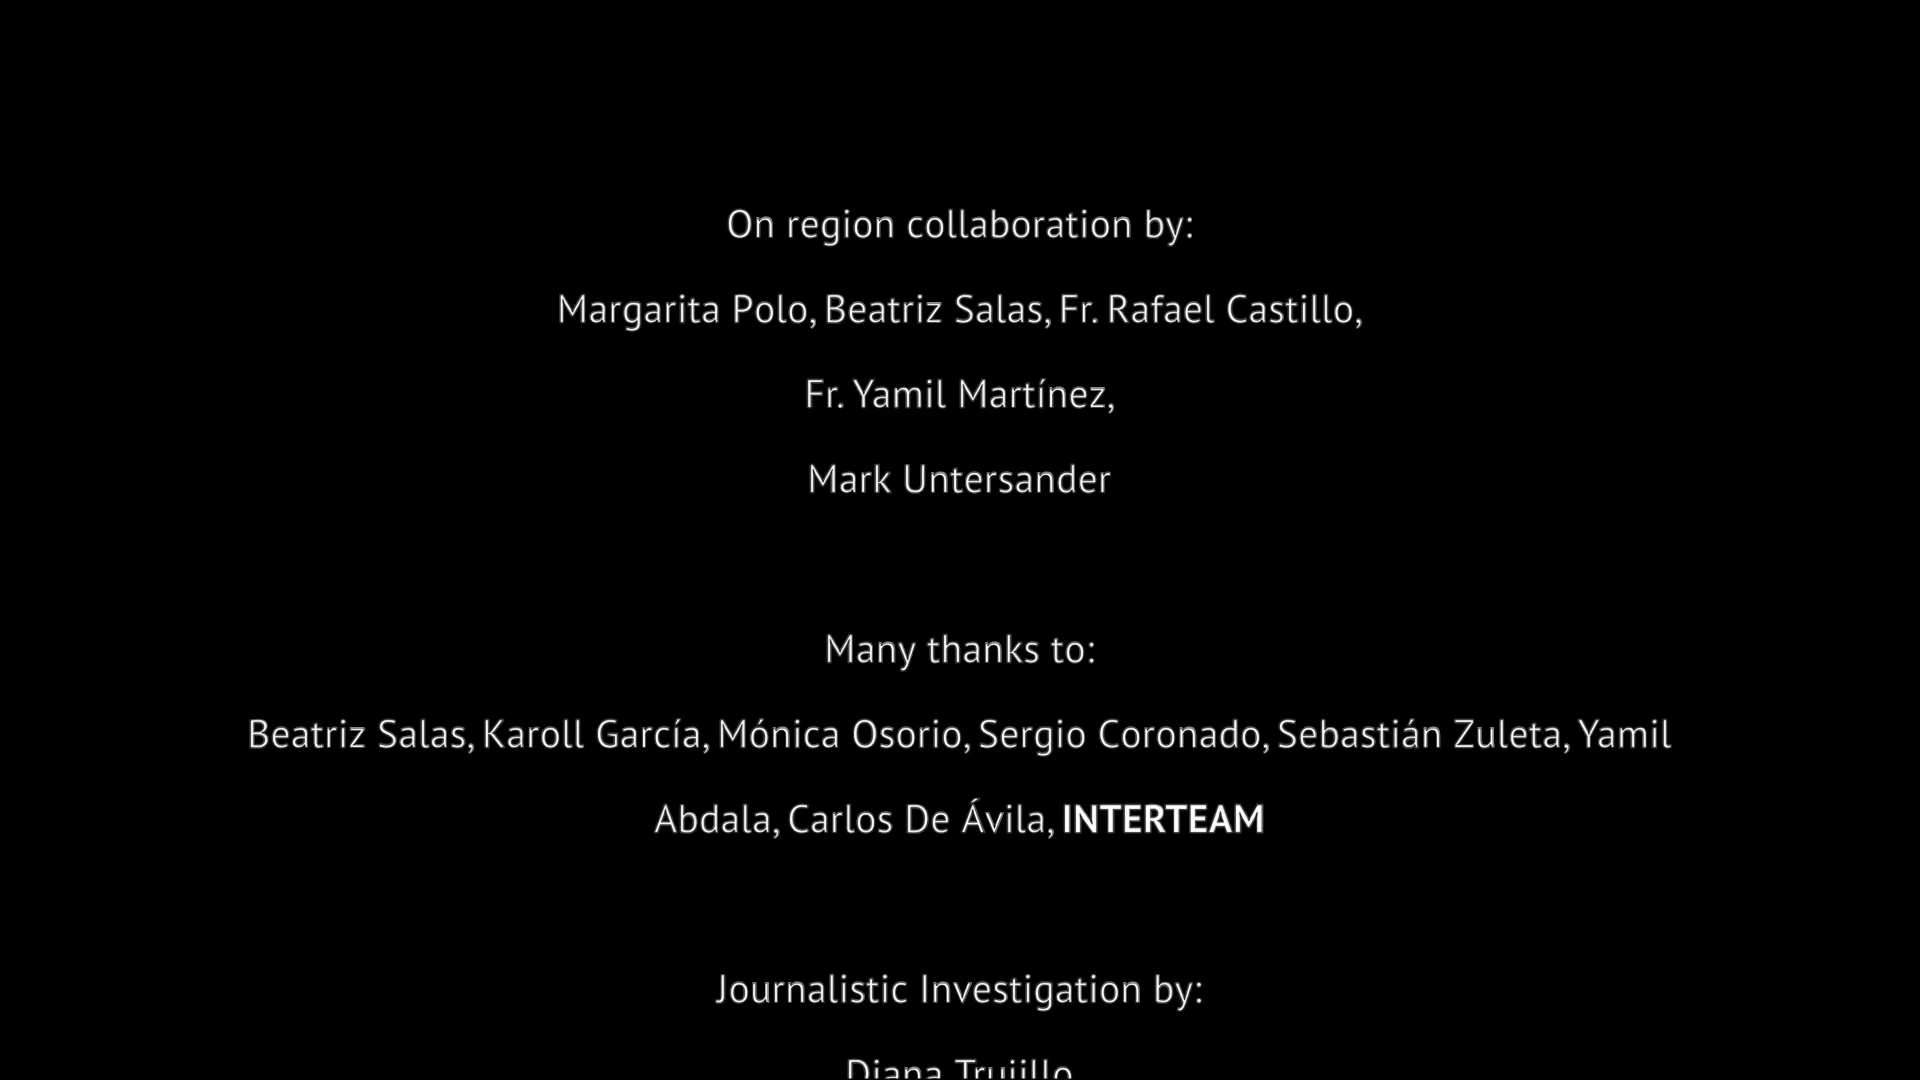 On region collaboration by:
Margarita Polo, Beatriz Salas, Fr. Rafael Castillo,
Fr. Yamil Martínez,
Mark Untersander
Many thanks to:
Beatriz Salas, Karoll García, Mónica Osorio, Sergio Coronado, Sebastián Zuleta, Yamil
Abdala, Carlos De Ávila, INTERTEAM
Journalistic Investigation by:
Diana Trujillo